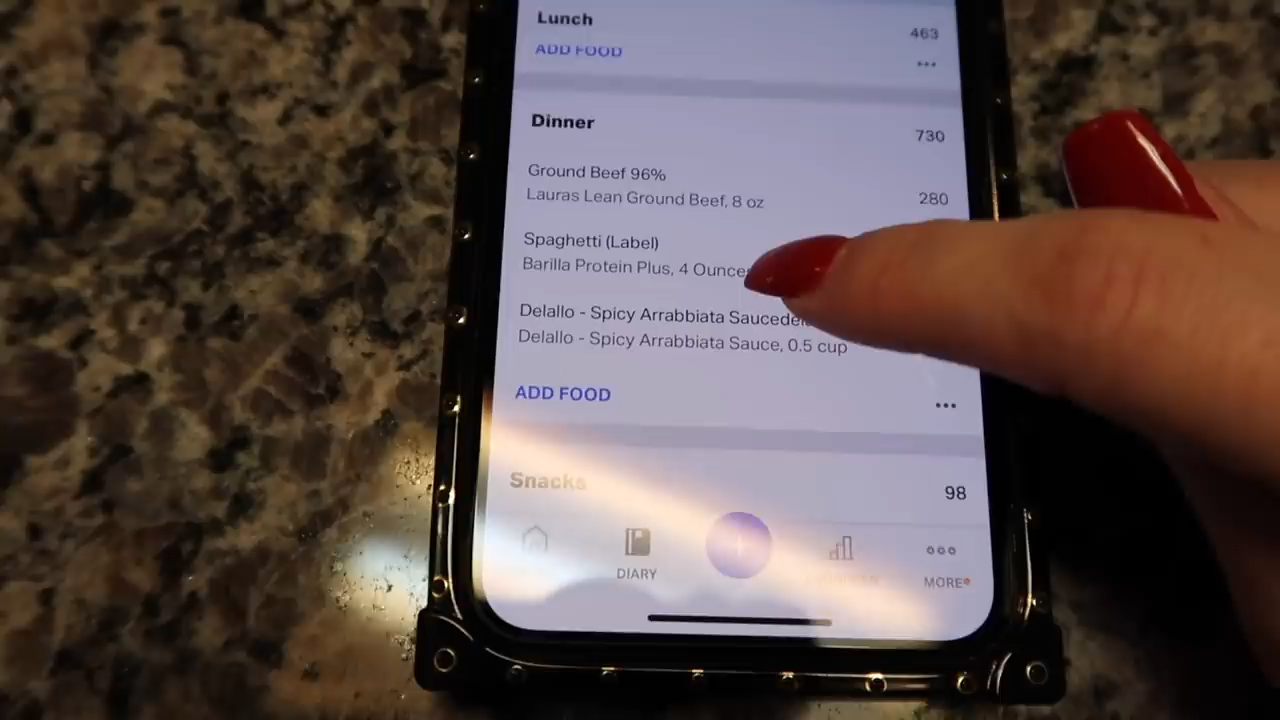 Lunch
463
ADD FOOD
Dinner
730
Ground Beef 96%
Lauras Lean Ground Beef, 8 oz
280
Spaghetti (Label)
Barilla Protein Plus, 4 Ounces
Delallo - Spicy Arrabbiata Saucedel
Delallo - Spicy Arrabbiata Sauce, 0.5 cup
ADD FOOD
Snacks
98
DIARY
MORE